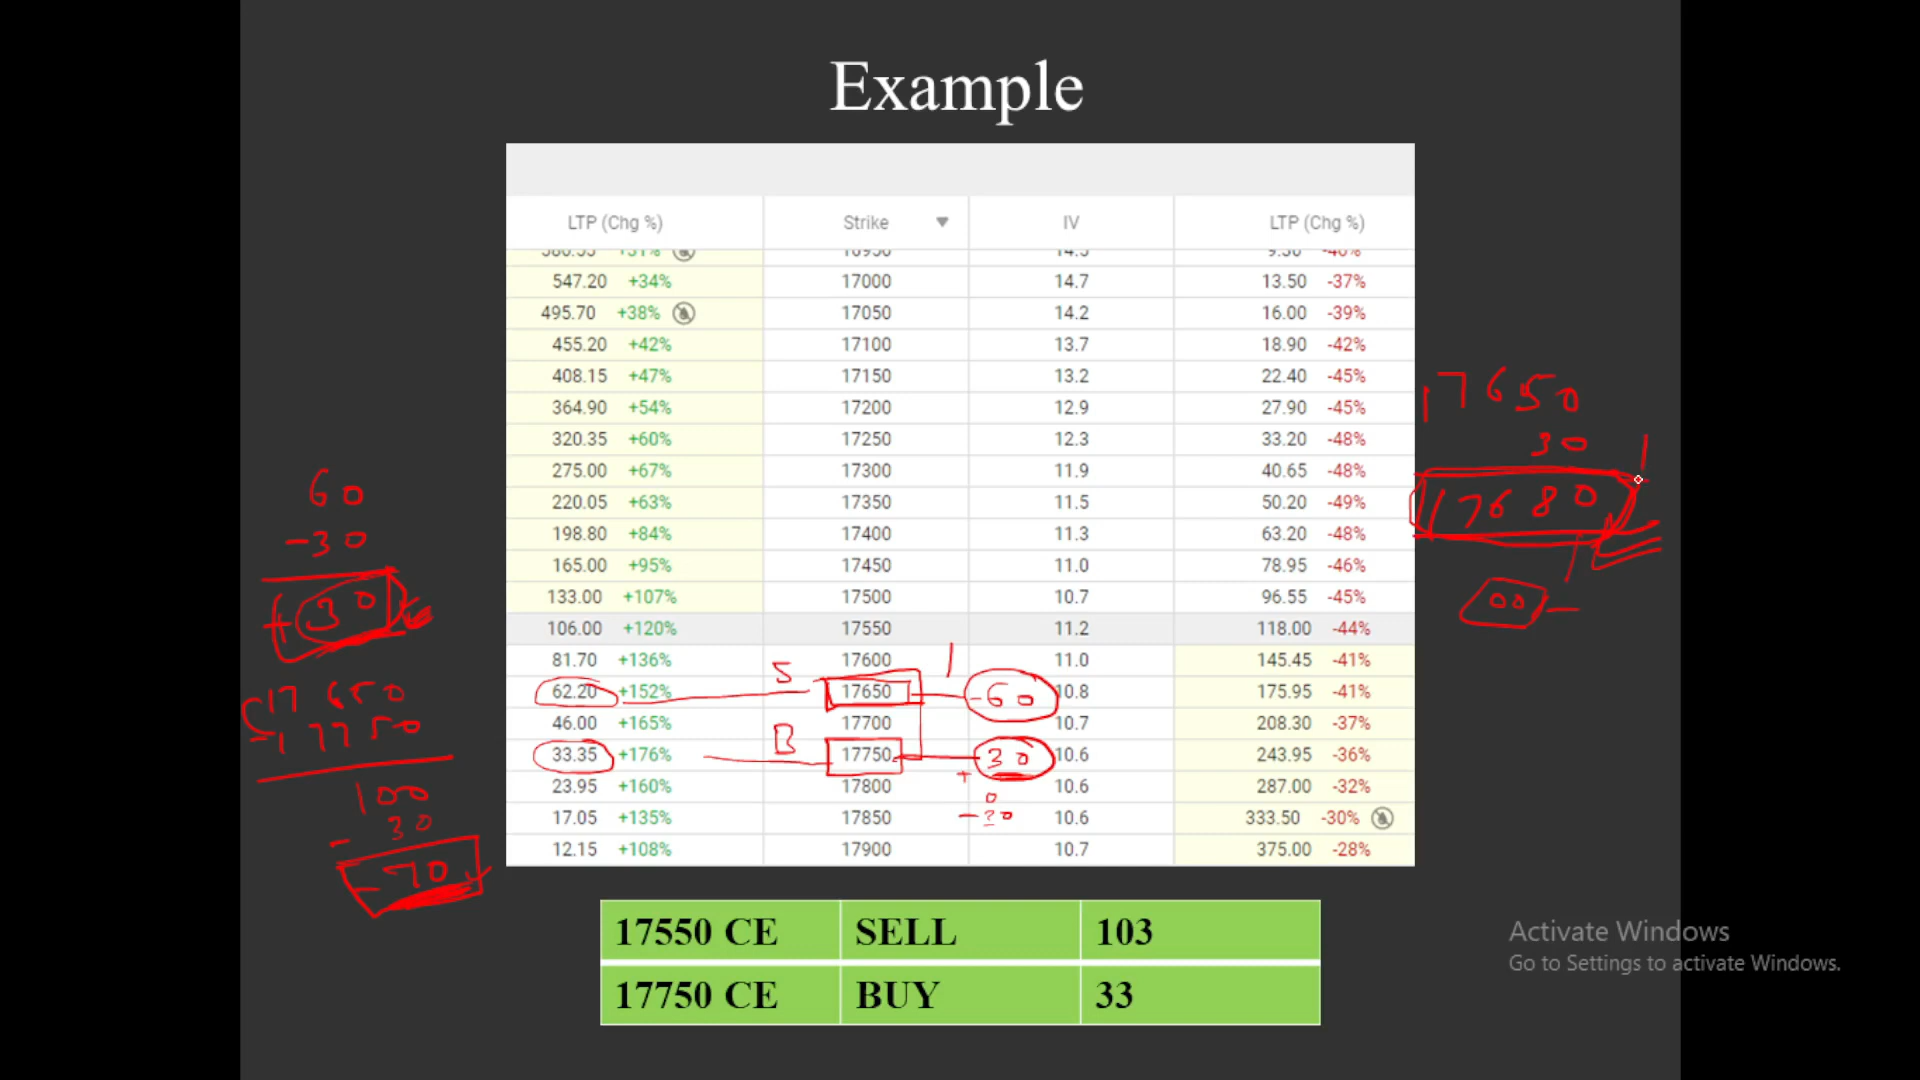 Example
LTP (Chg %) Strike IV LTP (Chg %)
547.20 +34% 17000 14.7 13.50 -37%
495.70 +38% 17050 14.2 16.00 -39%
455.20 +42% 17100 13.7 18.90 -42%
408.15 +47% 17150 13.2 22.40 -45%
364.90 +54% 17200 12.9 27.90 -45%
320.35 +60% 17250 12.3 33.20 -48%
275.00 +67% 17300 11.9 40.65 -48%
220.05 +63% 17350 11.5 50.20 -49%
198.80 +84% 17400 11.3 63.20 -48%
165.00 +95% 17450 11.0 78.95 -46%
133.00 +107% 17500 10.7 96.55 -45%
106.00 +120% 17550 11.2 118.00 -44%
81.70 +136% 17600 11.0 145.45 -41%
62.20 +152% S 17650 -60 10.8 175.95 -41%
46.00 +165% 17700 10.7 208.30 -37%
33.35 +176% B 17750 30 10.6 243.95 -36%
23.95 +160% 17800 + 10.6 287.00 -32%
17.05 +135% 17850 10.6 333.50 -30%
12.15 +108% 17900 10.7 375.00 -28%
60
-30
+30
17650
-17750
100
- 30
-70
17650
30
17680
00
17550 CE SELL 103
17750 CE BUY 33
Activate Windows
Go to Settings to activate Windows.